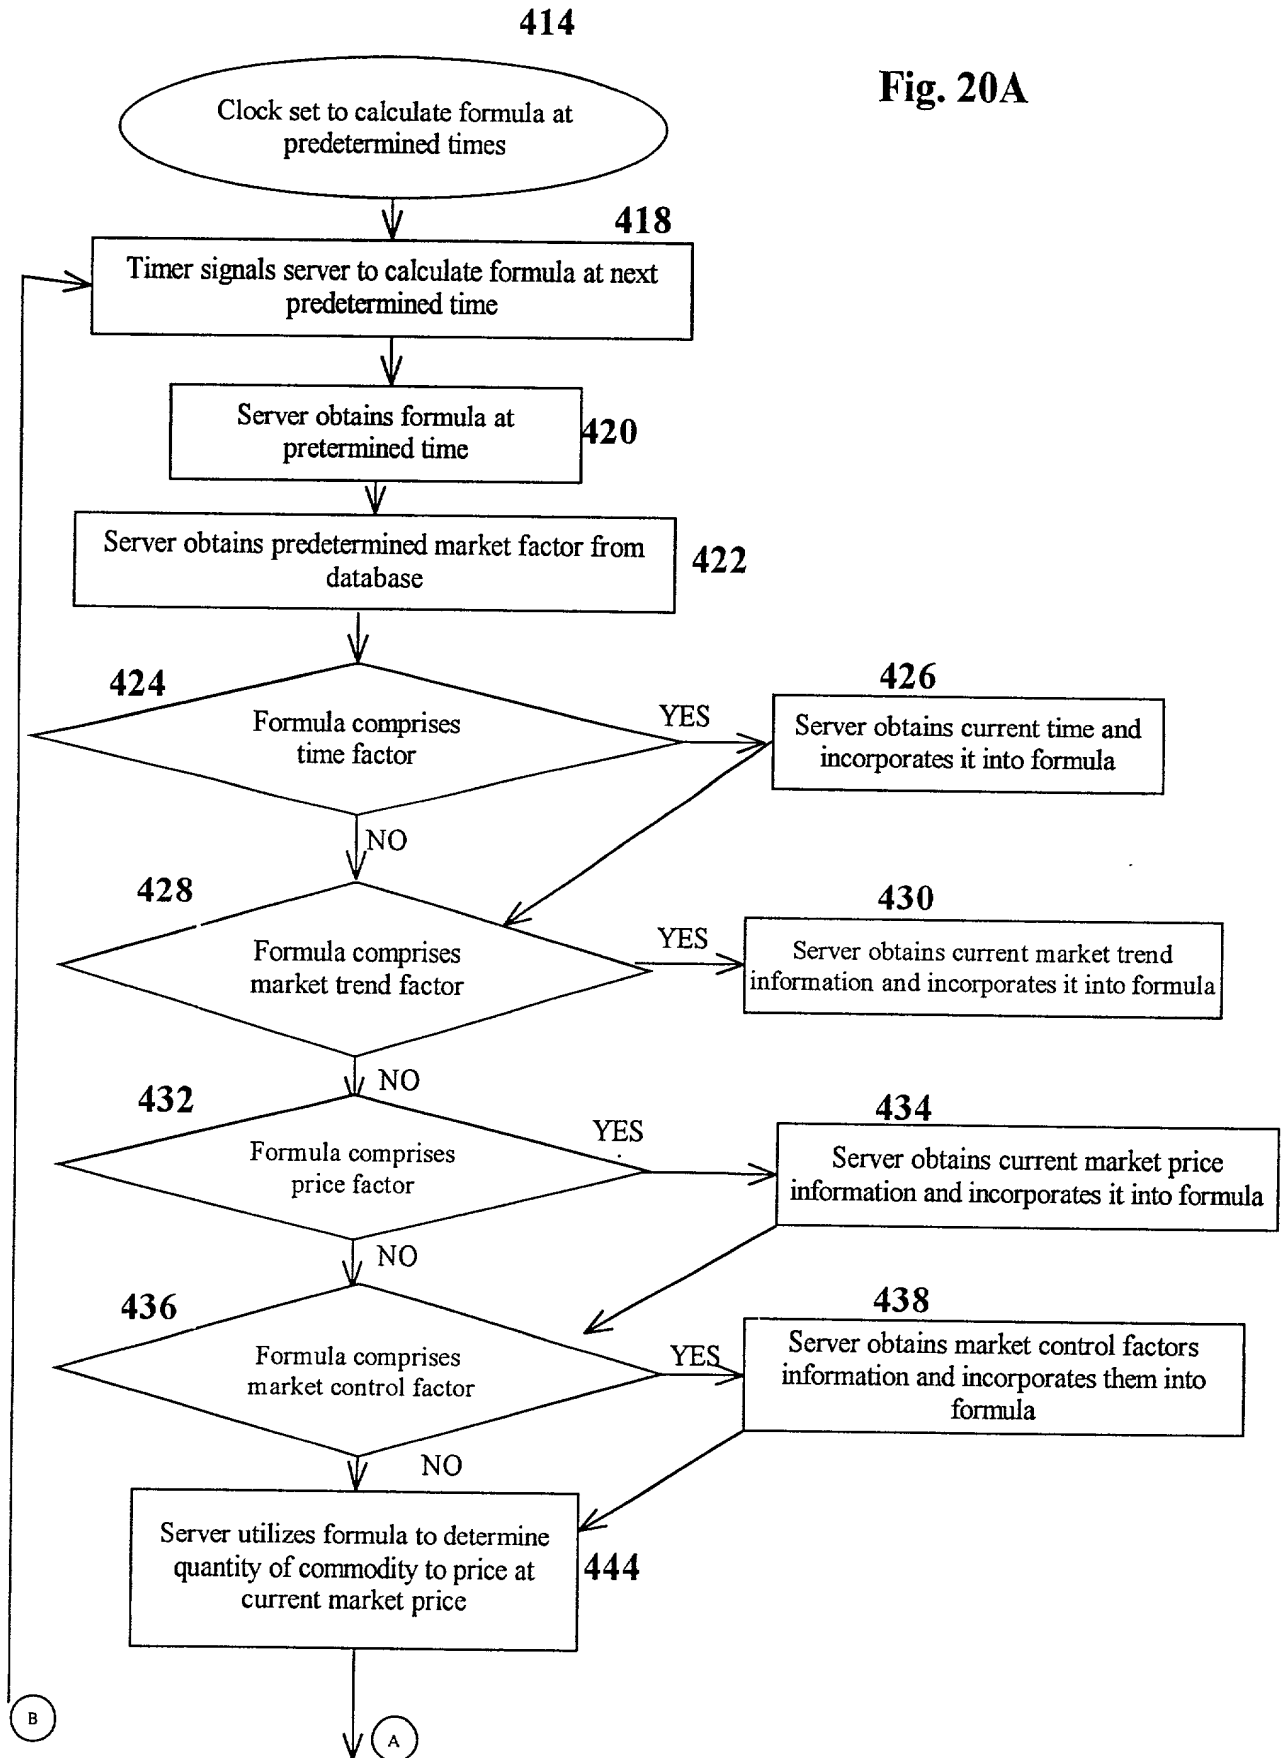 414
Fig. 20A
Clock set to calculate formula at
predetermined times
418
Timer signals server to calculate formula at next
predetermined time
Server obtains formula at
pretermined time
420
Server obtains predetermined market factor from
database
422
424
Formula comprises
time factor
YES
426
Server obtains current time and
incorporates it into formula
NO
428
Formula comprises
market trend factor
YES
430
Server obtains current market trend
information and incorporates it into formula
NO
432
Formula comprises
price factor
YES
434
Server obtains current market price
information and incorporates it into formula
NO
436
Formula comprises
market control factor
YES
438
Server obtains market control factors
information and incorporates them into
formula
NO
Server utilizes formula to determine
quantity of commodity to price at
current market price
444
B
A